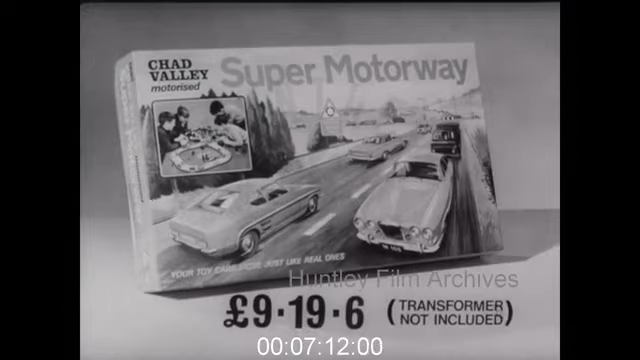 CHAD
VALLEY
motorised
Super Motorway
YOUR TOY CARS DRIVE JUST LIKE REAL ONES
Huntley Film Archives
£9·19·6
(TRANSFORMER
NOT INCLUDED)
00:07:12:00